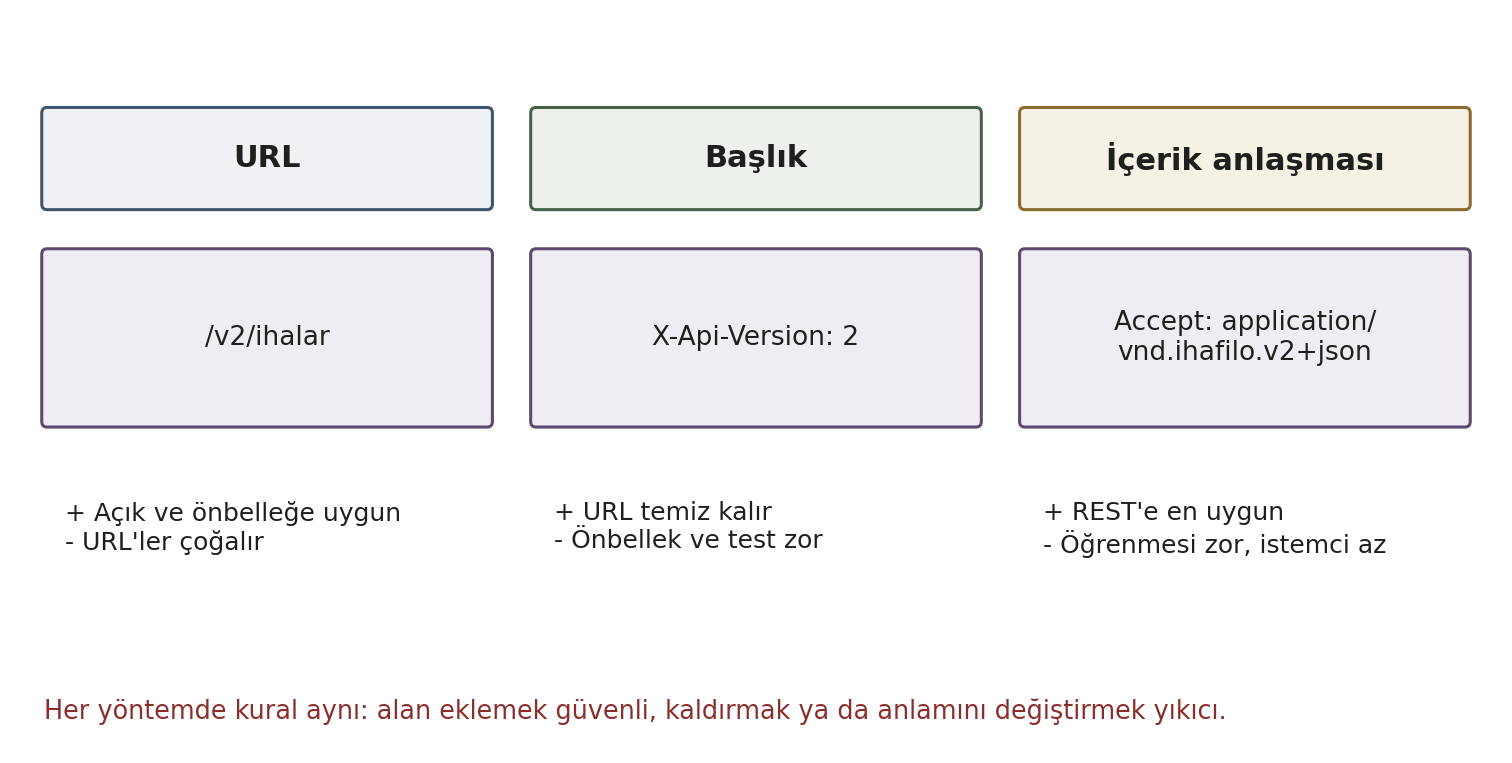 URL
Başlık
İçerik anlaşması
/v2/ihalar
X-Api-Version: 2
Accept: application/
vnd.ihafilo.v2+json
+ Açık ve önbelleğe uygun
- URL'ler çoğalır
+ URL temiz kalır
- Önbellek ve test zor
+ REST'e en uygun
- Öğrenmesi zor, istemci az
Her yöntemde kural aynı: alan eklemek güvenli, kaldırmak ya da anlamını değiştirmek yıkıcı.